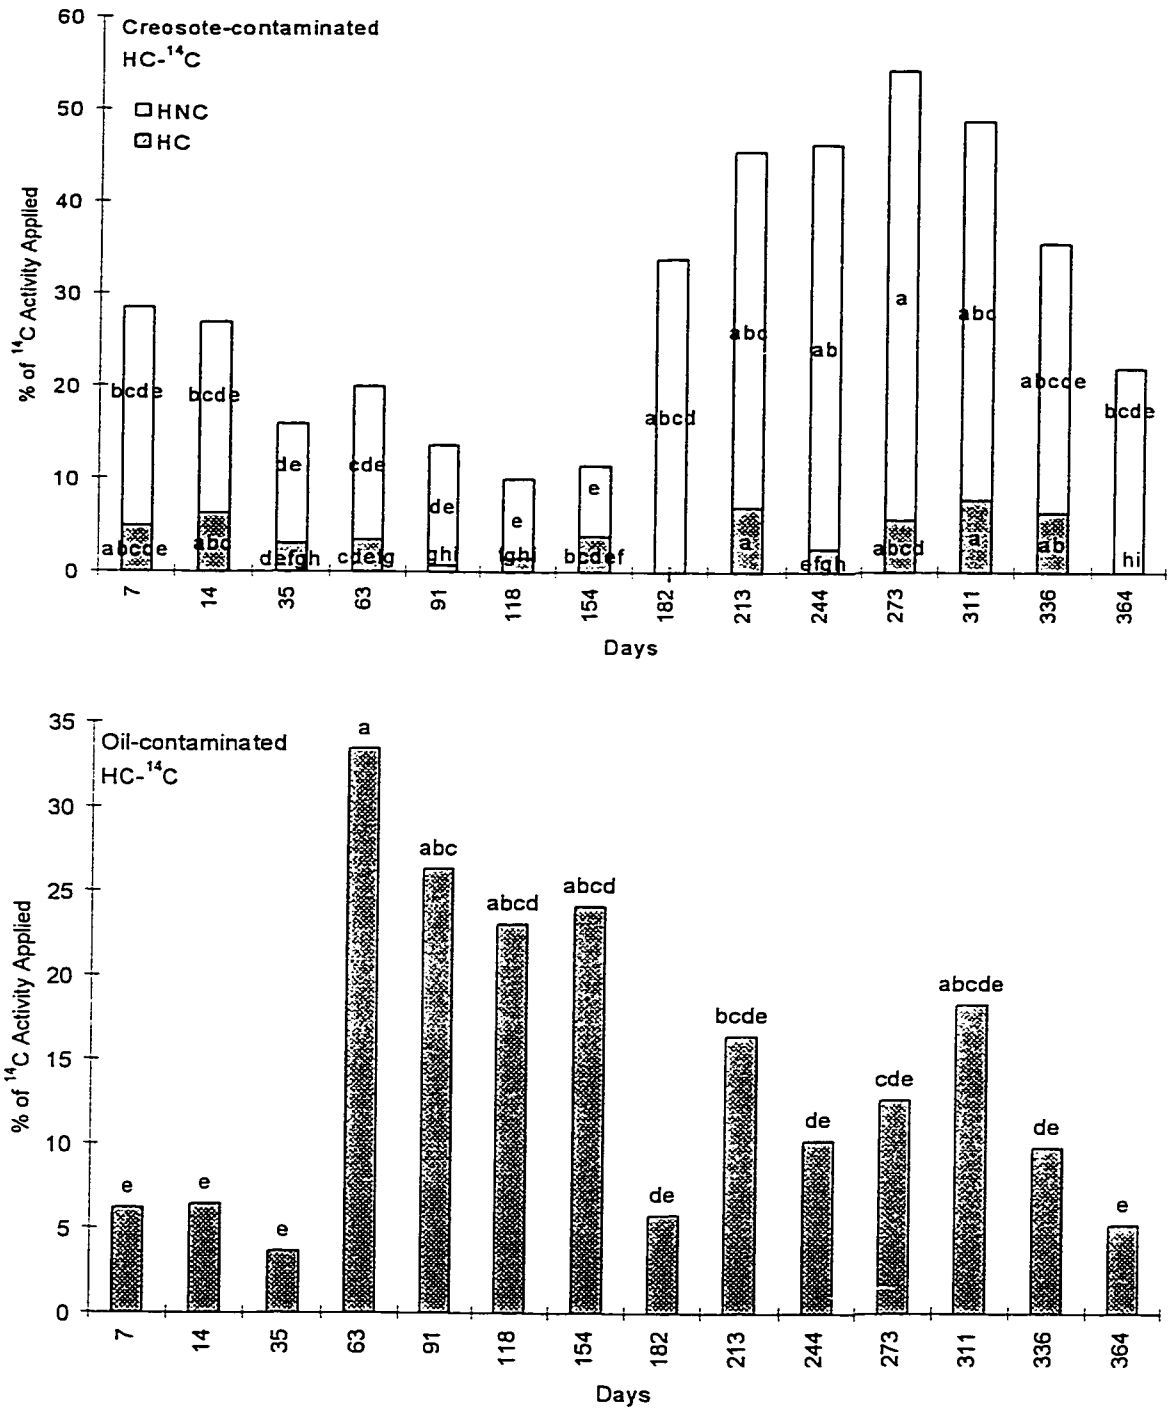 60
Creosote-contaminated
HC-¹⁴C
HNC
HC
50
40
30
20
10
0
% of ¹⁴C Activity Applied
bcde
bcde
de
cde
de
e
e
abcd
abc
ab
a
abc
abcde
bcde
abcde
abc
defgh
cdefg
ghi
fghi
bcdef
a
efgh
abcd
a
ab
hi
7 14 35 63 91 118 154 182 213 244 273 311 336 364
Days
35
Oil-contaminated
HC-¹⁴C
30
25
20
15
10
5
0
% of ¹⁴C Activity Applied
e
e
e
a
abc
abcd
abcd
de
bcde
de
cde
abcde
de
e
7 14 35 63 91 118 154 182 213 244 273 311 336 364
Days